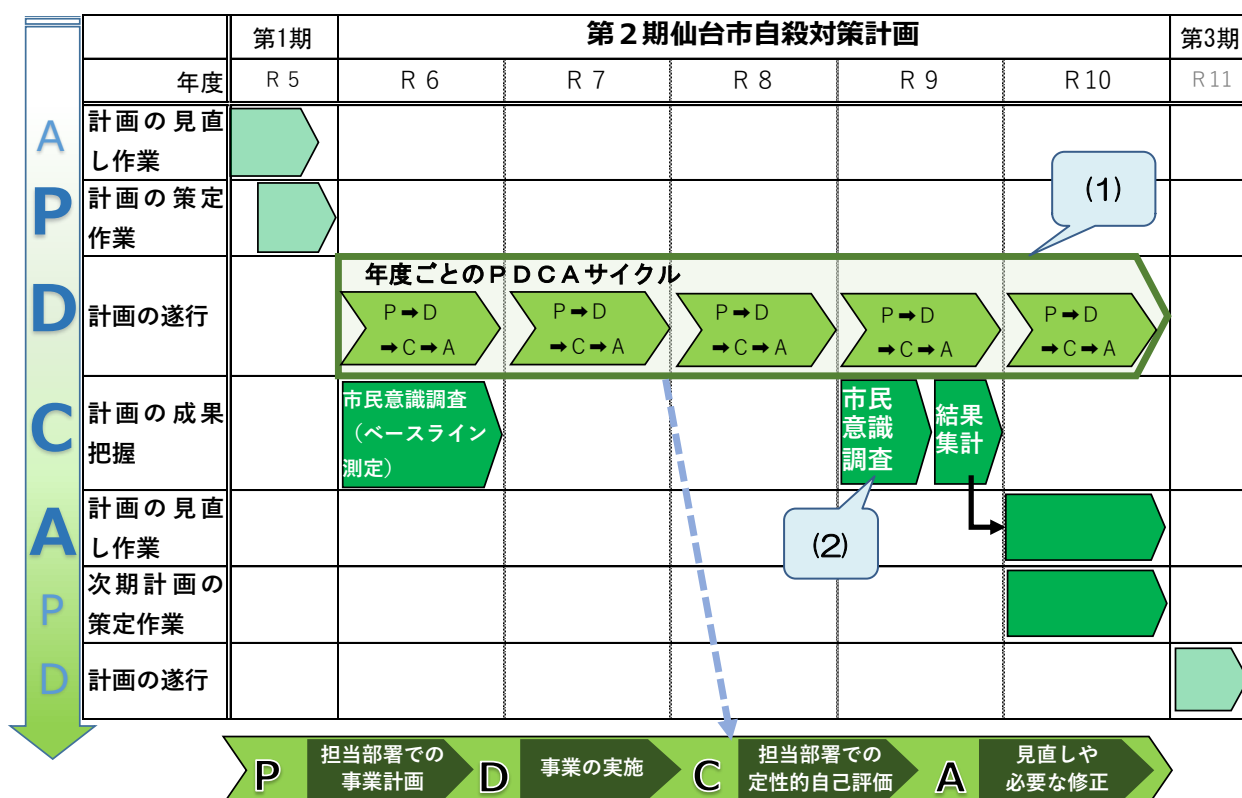 第1期
第２期仙台市自殺対策計画
第3期
年度
Ｒ５
Ｒ６
Ｒ７
Ｒ８
Ｒ９
Ｒ10
Ｒ11
A
P
D
C
A
P
D
計画の見直
し作業
計画の策定
作業
(1)
計画の遂行
年度ごとのＰＤＣＡサイクル
P➡D
➡C➡A
P➡D
➡C➡A
P➡D
➡C➡A
P➡D
➡C➡A
P➡D
➡C➡A
計画の成果
把握
市民意識調査
（ベースライン
測定）
市民
意識
調査
結果
集計
計画の見直
し作業
(2)
次期計画の
策定作業
計画の遂行
P
担当部署での
事業計画
D
事業の実施
C
担当部署での
定性的自己評価
A
見直しや
必要な修正